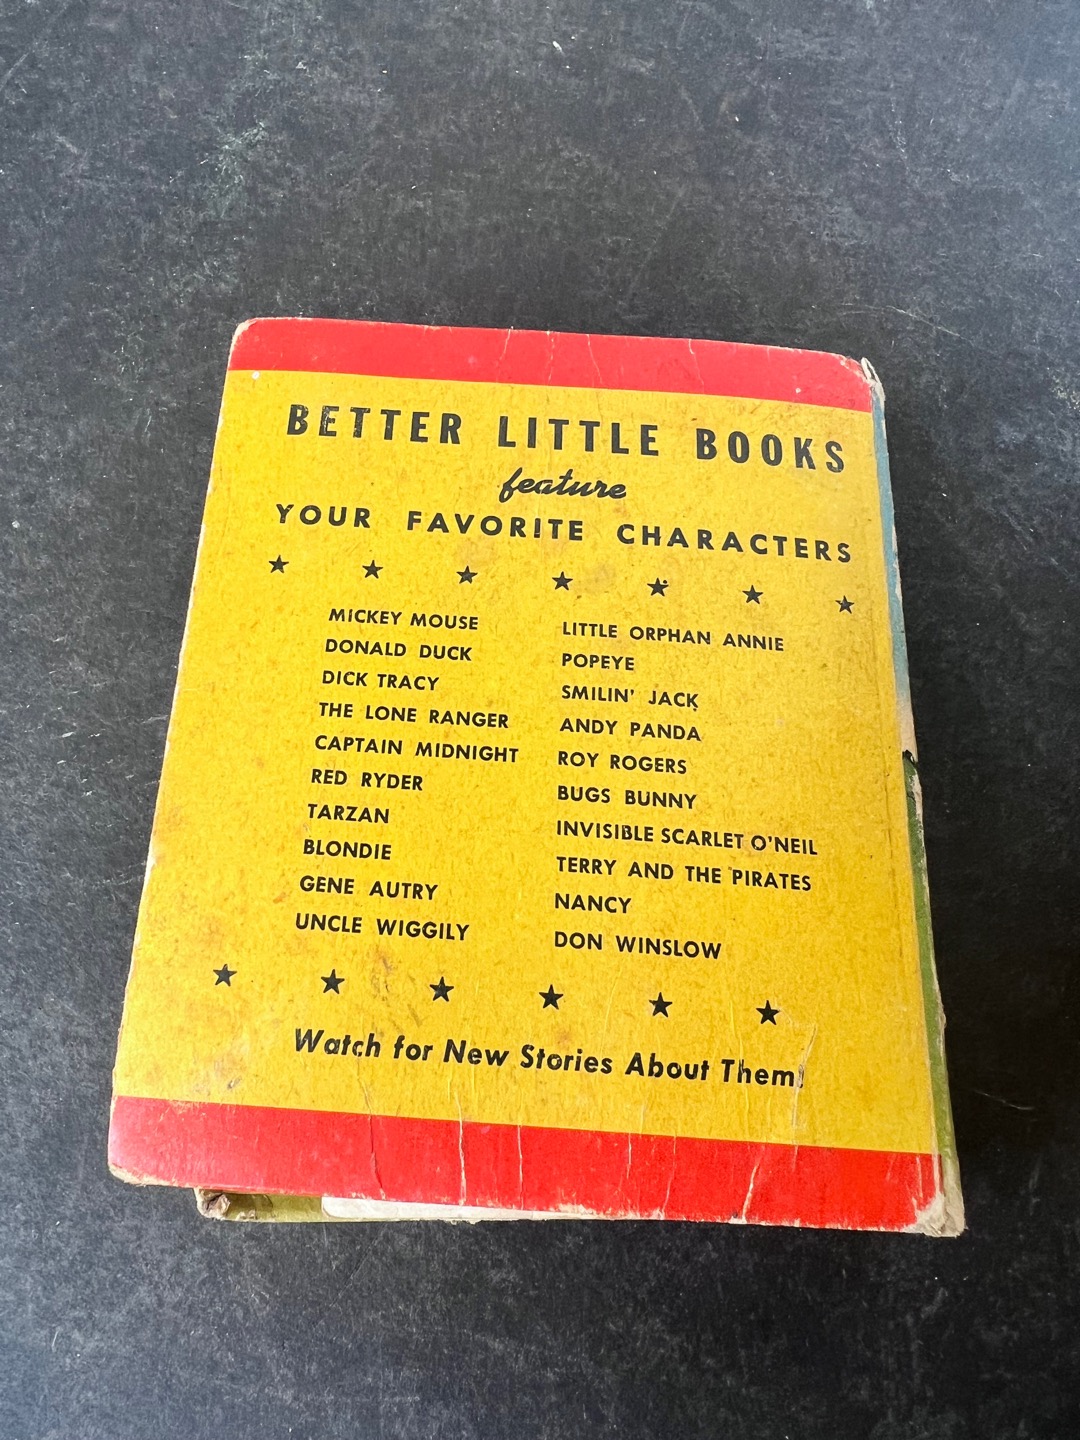 BETTER LITTLE BOOKS
feature
YOUR FAVORITE CHARACTERS
MICKEY MOUSE
DONALD DUCK
DICK TRACY
THE LONE RANGER
CAPTAIN MIDNIGHT
RED RYDER
TARZAN
BLONDIE
GENE AUTRY
UNCLE WIGGILY
LITTLE ORPHAN ANNIE
POPEYE
SMILIN' JACK
ANDY PANDA
ROY ROGERS
BUGS BUNNY
INVISIBLE SCARLET O'NEIL
TERRY AND THE PIRATES
NANCY
DON WINSLOW
Watch for New Stories About Them!